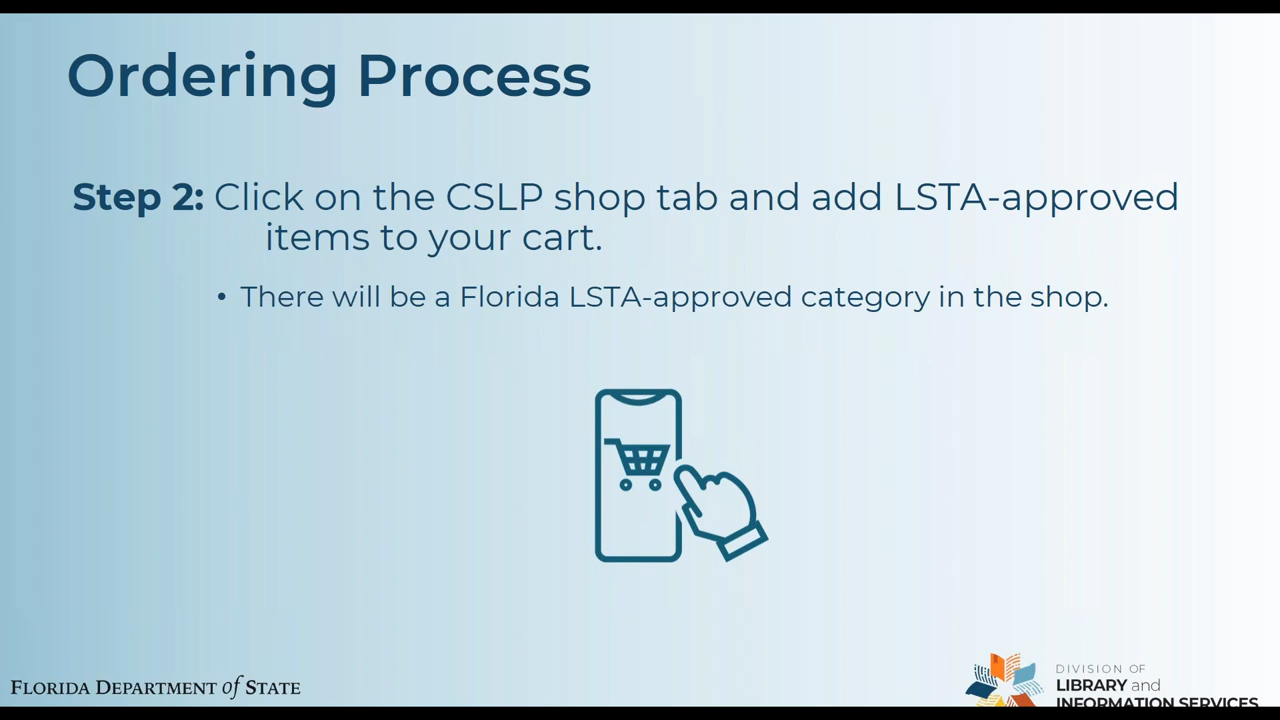 Ordering Process
Step 2: Click on the CSLP shop tab and add LSTA-approved
items to your cart.
• There will be a Florida LSTA-approved category in the shop.
FLORIDA DEPARTMENT of STATE
DIVISION OF
LIBRARY and
INFORMATION SERVICES